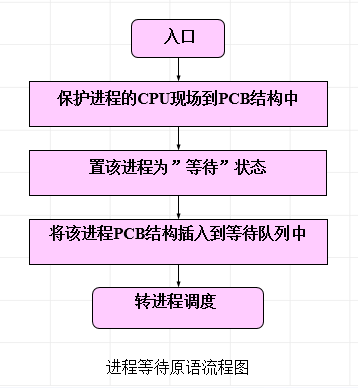 入口
保护进程的CPU现场到PCB结构中
置该进程为”等待”状态
将该进程PCB结构插入到等待队列中
转进程调度
进程等待原语流程图